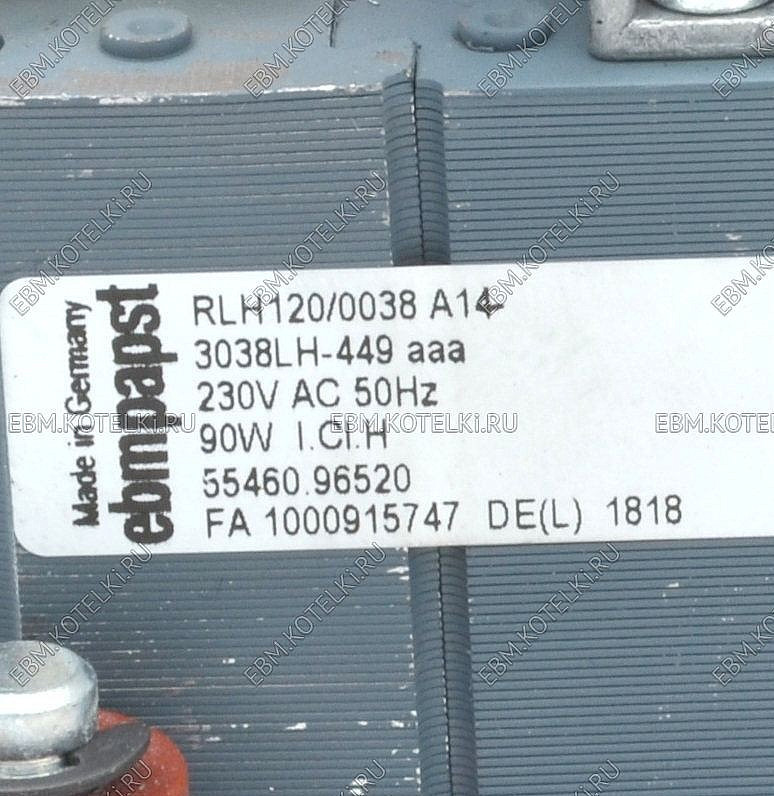 Made in Germany
ebmpapst
RLH120/0038 A14-
3038LH-449 aaa
230V AC 50Hz
90W I.Cl.H
55460.96520
FA 1000915747 DE(L) 1818
EBM.KOTELKI.RU